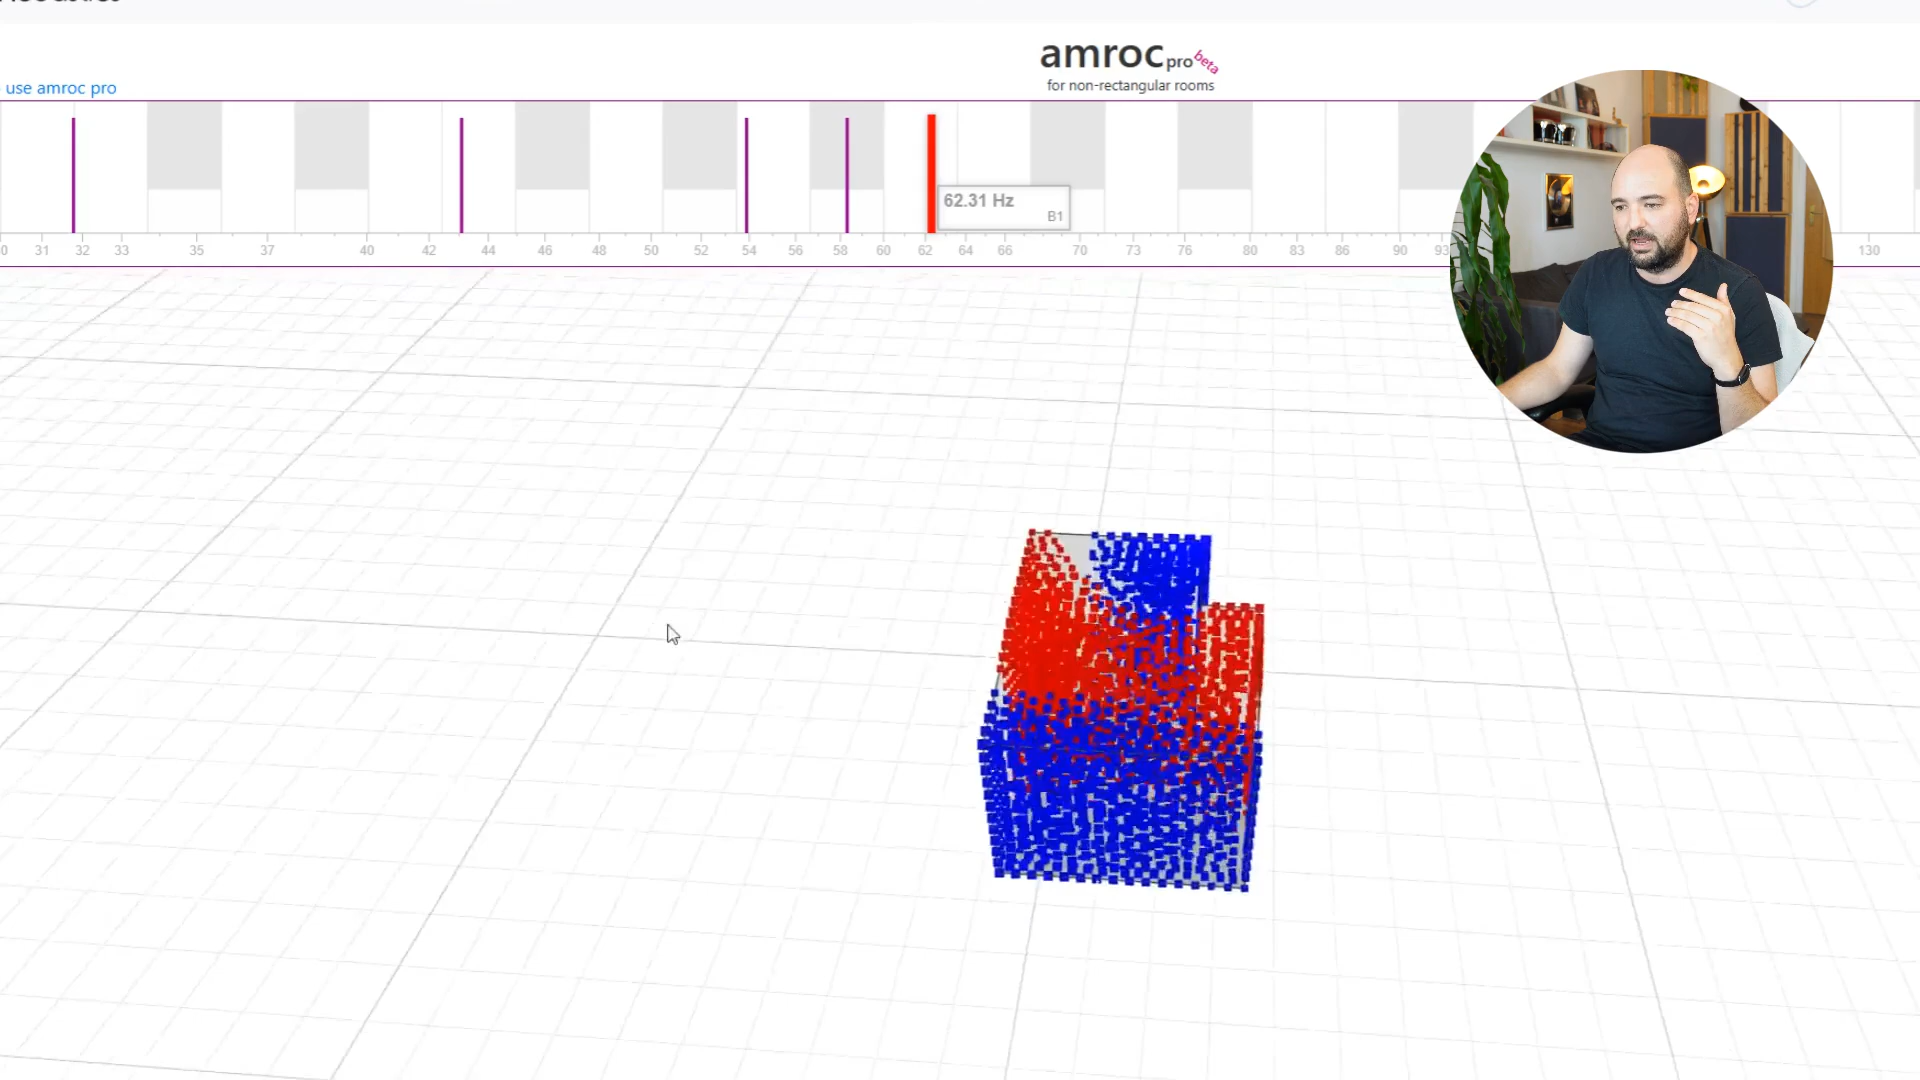 amroc pro beta
for non-rectangular rooms
use amroc pro
62.31 Hz
B1
0 31 32 33 35 37 40 42 44 46 48 50 52 54 56 58 60 62 64 66 70 73 76 80 83 86 90 93 130